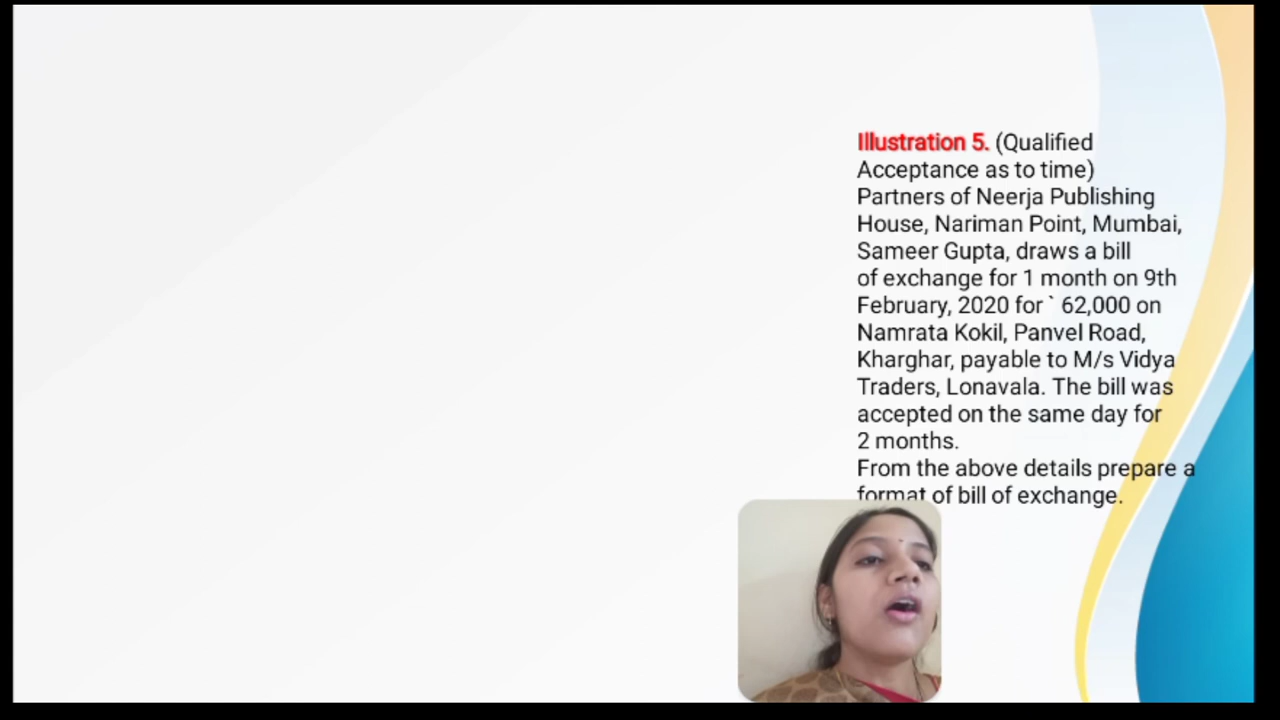 Illustration 5. (Qualified
Acceptance as to time)
Partners of Neerja Publishing
House, Nariman Point, Mumbai,
Sameer Gupta, draws a bill
of exchange for 1 month on 9th
February, 2020 for ` 62,000 on
Namrata Kokil, Panvel Road,
Kharghar, payable to M/s Vidya
Traders, Lonavala. The bill was
accepted on the same day for
2 months.
From the above details prepare a
format of bill of exchange.